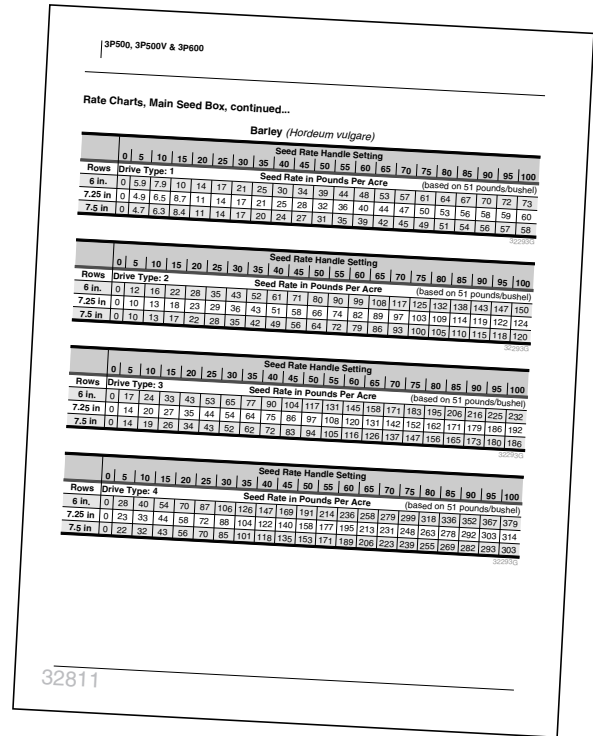 3P500, 3P500V & 3P600
Rate Charts, Main Seed Box, continued...
Barley (Hordeum vulgare)
Seed Rate Handle Setting
0 5 10 15 20 25 30 35 40 45 50 55 60 65 70 75 80 85 90 95 100
Rows Drive Type: 1 Seed Rate in Pounds Per Acre (based on 51 pounds/bushel)
6 in. 0 5.9 7.9 10 14 17 21 25 30 34 39 44 48 53 57 61 64 67 70 72 73
7.25 in 0 4.9 6.5 8.7 11 14 17 21 25 28 32 36 40 44 47 50 53 56 58 59 60
7.5 in 0 4.7 6.3 8.4 11 14 17 20 24 27 31 35 39 42 45 49 51 54 56 57 58
32293G
Seed Rate Handle Setting
0 5 10 15 20 25 30 35 40 45 50 55 60 65 70 75 80 85 90 95 100
Rows Drive Type: 2 Seed Rate in Pounds Per Acre (based on 51 pounds/bushel)
6 in. 0 12 16 22 28 35 43 52 61 71 80 90 99 108 117 125 132 138 143 147 150
7.25 in 0 10 13 18 23 29 36 43 51 58 66 74 82 89 97 103 109 114 119 122 124
7.5 in 0 10 13 17 22 28 35 42 49 56 64 72 79 86 93 100 105 110 115 118 120
32293G
Seed Rate Handle Setting
0 5 10 15 20 25 30 35 40 45 50 55 60 65 70 75 80 85 90 95 100
Rows Drive Type: 3 Seed Rate in Pounds Per Acre (based on 51 pounds/bushel)
6 in. 0 17 24 33 43 53 65 77 90 104 117 131 145 158 171 183 195 206 216 225 232
7.25 in 0 14 20 27 35 44 54 64 75 86 97 108 120 131 142 152 162 171 179 186 192
7.5 in 0 14 19 26 34 43 52 62 72 83 94 105 116 126 137 147 156 165 173 180 186
32293G
Seed Rate Handle Setting
0 5 10 15 20 25 30 35 40 45 50 55 60 65 70 75 80 85 90 95 100
Rows Drive Type: 4 Seed Rate in Pounds Per Acre (based on 51 pounds/bushel)
6 in. 0 28 40 54 70 87 106 126 147 169 191 214 236 258 279 299 318 336 352 367 379
7.25 in 0 23 33 44 58 72 88 104 122 140 158 177 195 213 231 248 263 278 292 303 314
7.5 in 0 22 32 43 56 70 85 101 118 135 153 171 189 206 223 239 255 269 282 293 303
32293G
32811